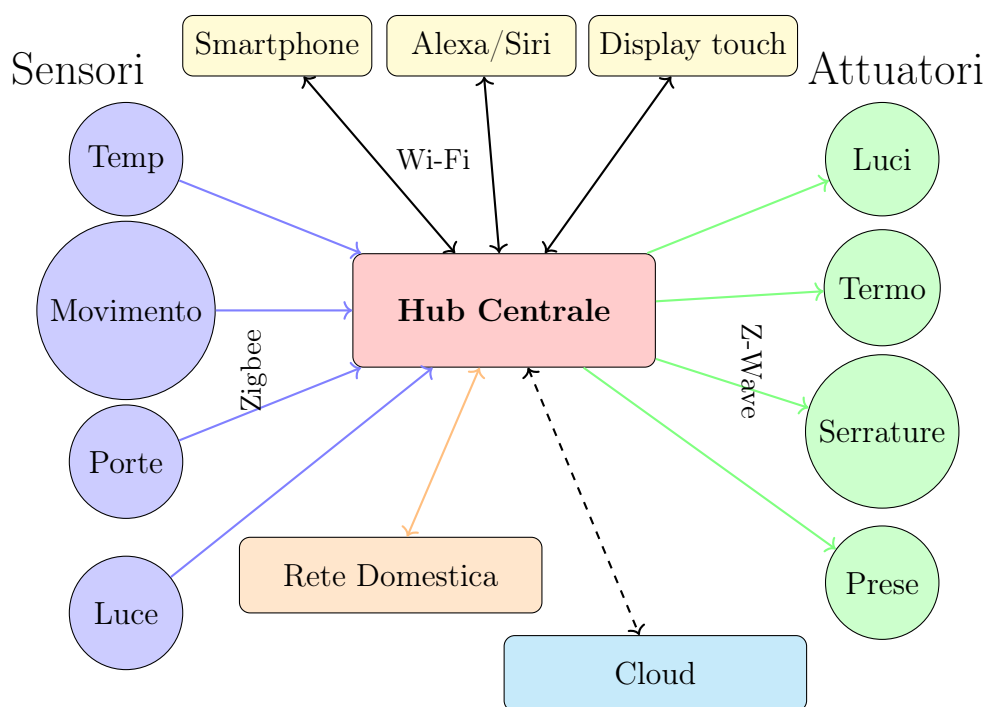 Smartphone
Alexa/Siri
Display touch
Sensori
Attuatori
Temp
Wi-Fi
Luci
Movimento
Hub Centrale
Termo
Zigbee
Z-Wave
Porte
Serrature
Rete Domestica
Luce
Prese
Cloud